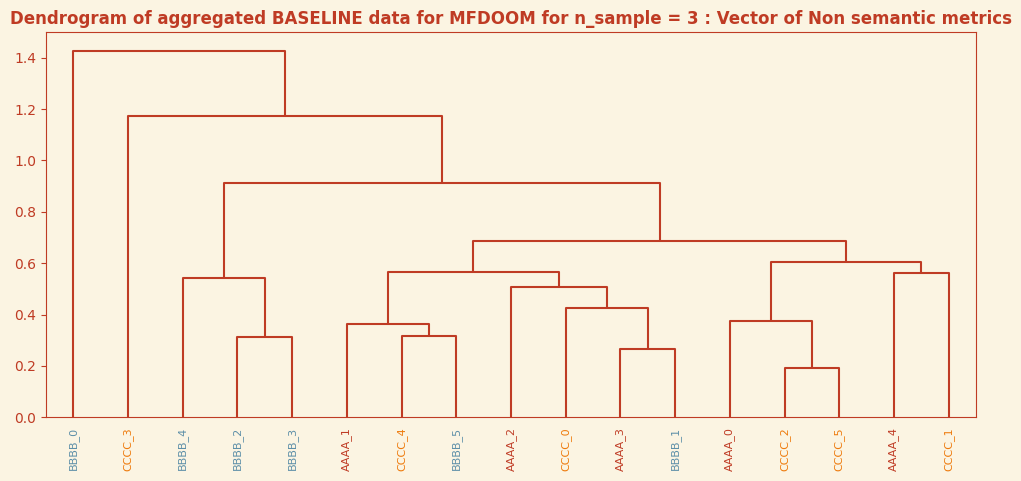 Dendrogram of aggregated BASELINE data for MFDOOM for n_sample = 3 : Vector of Non semantic metrics
1.4
1.2
1.0
0.8
0.6
0.4
0.2
0.0
BBBB_0
CCCC_3
BBBB_4
BBBB_2
BBBB_3
AAAA_1
CCCC_4
BBBB_5
AAAA_2
CCCC_0
AAAA_3
BBBB_1
AAAA_0
CCCC_2
CCCC_5
AAAA_4
CCCC_1